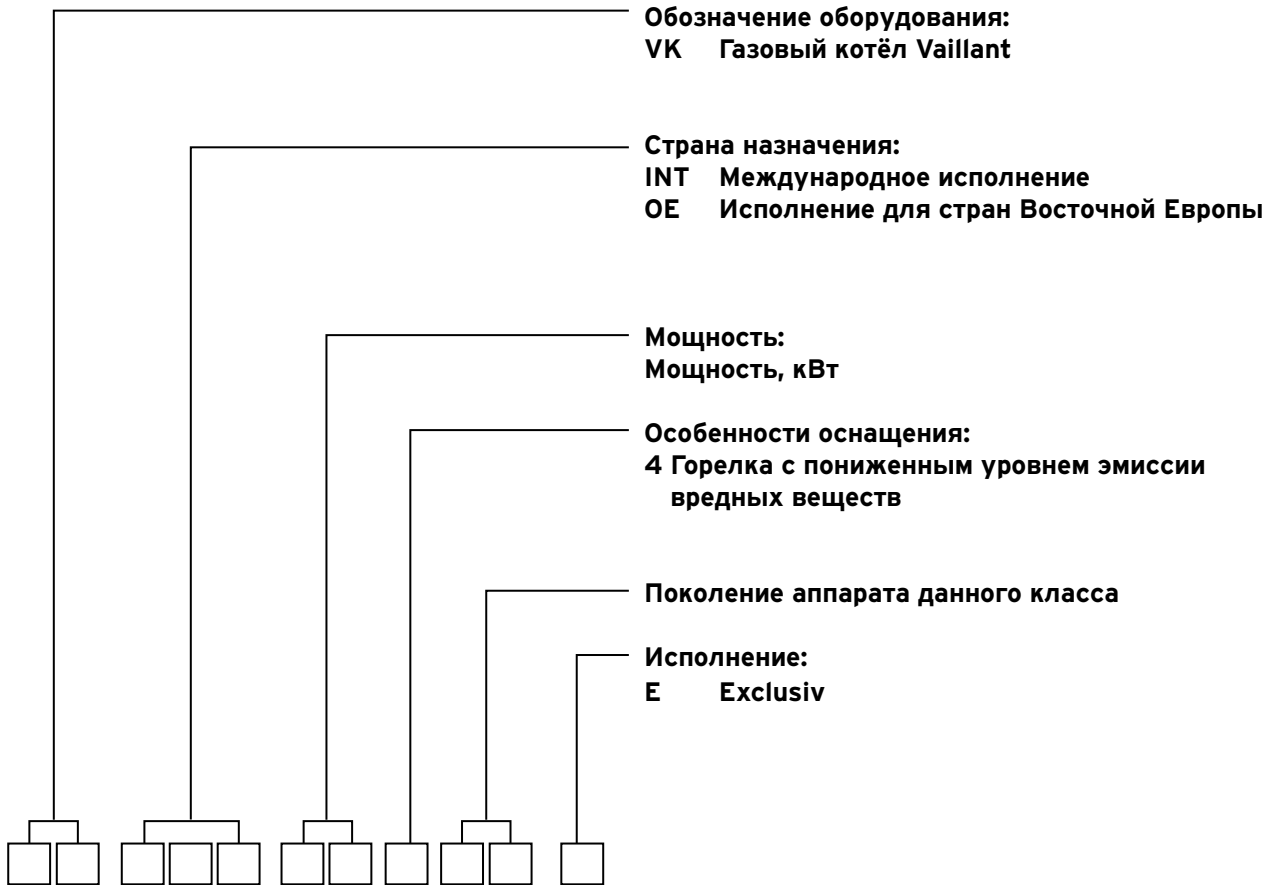 Обозначение оборудования:
VK Газовый котёл Vaillant
Страна назначения:
INT Международное исполнение
OE Исполнение для стран Восточной Европы
Мощность:
Мощность, кВт
Особенности оснащения:
4 Горелка с пониженным уровнем эмиссии
вредных веществ
Поколение аппарата данного класса
Исполнение:
E Exclusiv